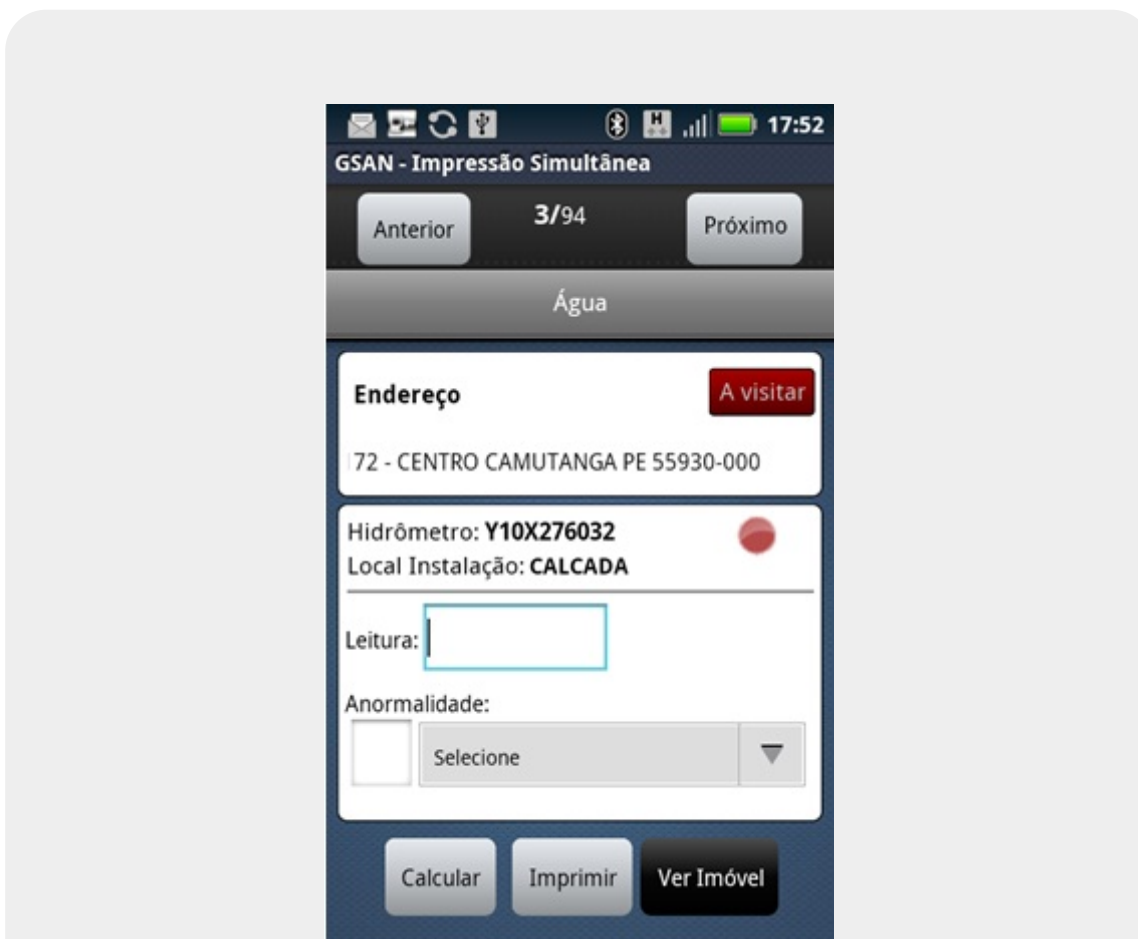 17:52
GSAN - Impressão Simultânea
Anterior 3/94 Próximo
Água
Endereço A visitar
72 - CENTRO CAMUTANGA PE 55930-000
Hidrômetro: Y10X276032
Local Instalação: CALCADA
Leitura:
Anormalidade:
Selecione
Calcular Imprimir Ver Imóvel